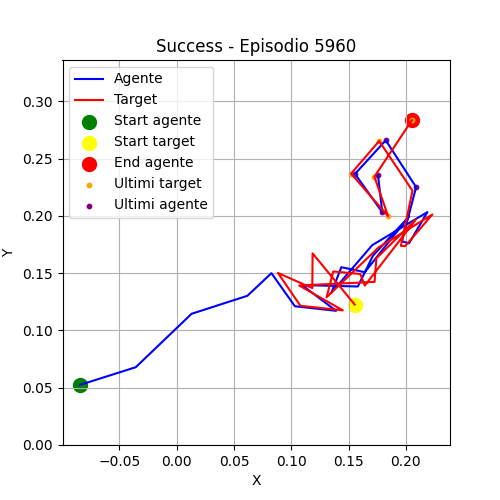 Success - Episodio 5960
Agente
Target
Start agente
Start target
End agente
Ultimi target
Ultimi agente
0.30
0.25
0.20
0.15
0.10
0.05
0.00
Y
−0.05 0.00 0.05 0.10 0.15 0.20
X